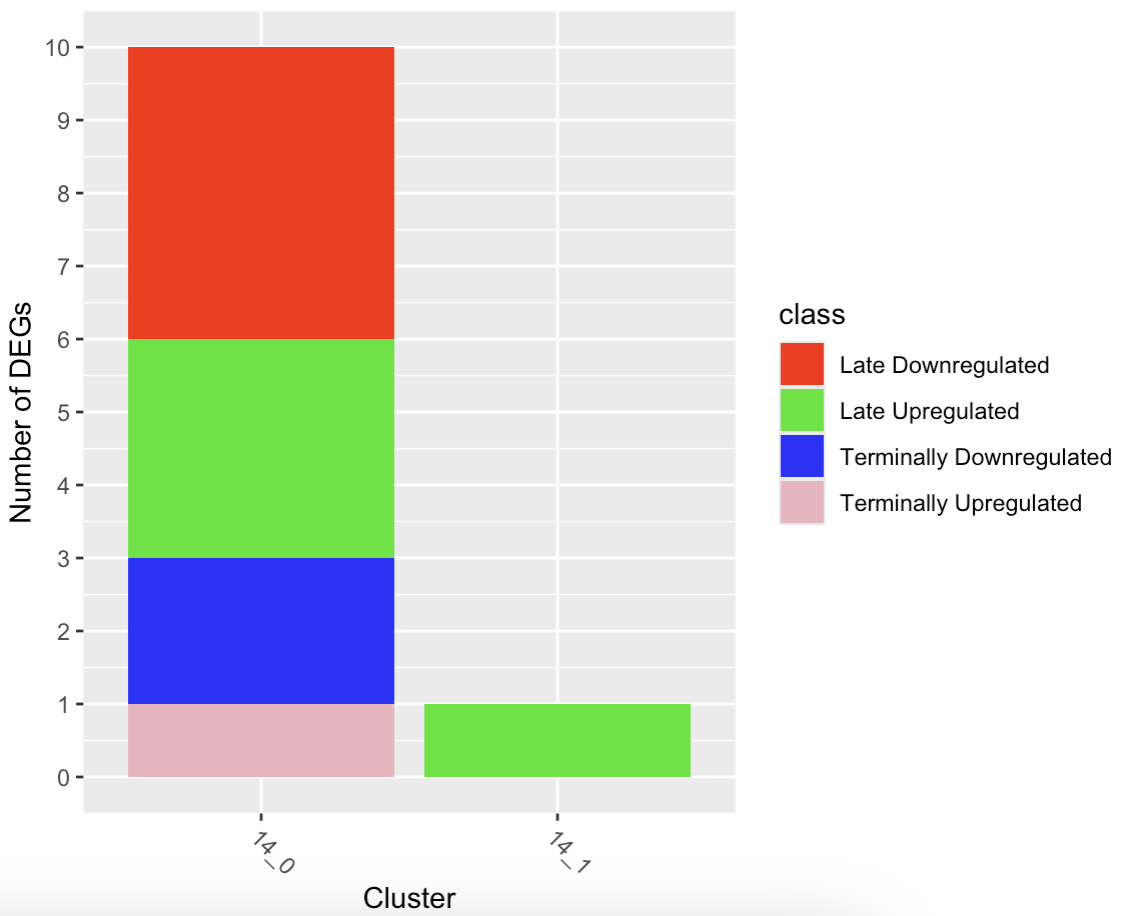 10
9
8
7
6
5
4
3
2
1
0
Number of DEGs
14_0
14_1
Cluster
class
Late Downregulated
Late Upregulated
Terminally Downregulated
Terminally Upregulated